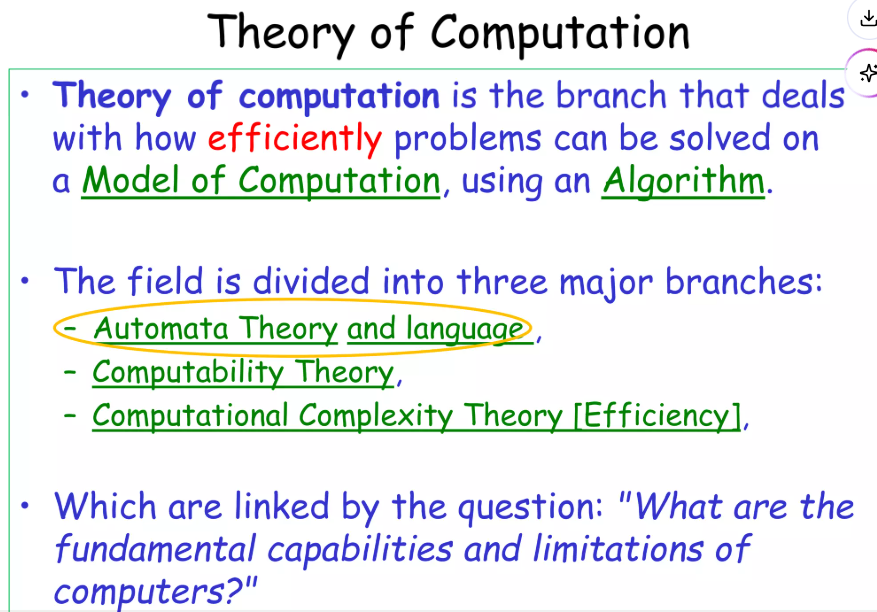 Theory of Computation
• Theory of computation is the branch that deals
with how efficiently problems can be solved on
a Model of Computation, using an Algorithm.
• The field is divided into three major branches:
– Automata Theory and language,
– Computability Theory,
– Computational Complexity Theory [Efficiency],
• Which are linked by the question: "What are the
fundamental capabilities and limitations of
computers?"